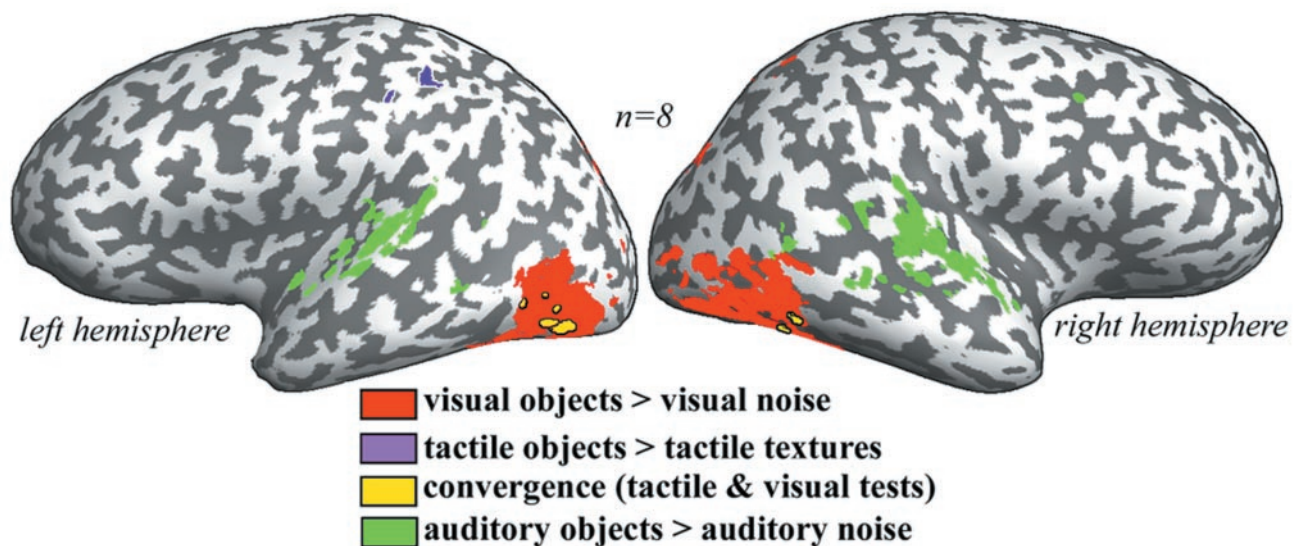 n=8
left hemisphere
right hemisphere
visual objects > visual noise
tactile objects > tactile textures
convergence (tactile & visual tests)
auditory objects > auditory noise